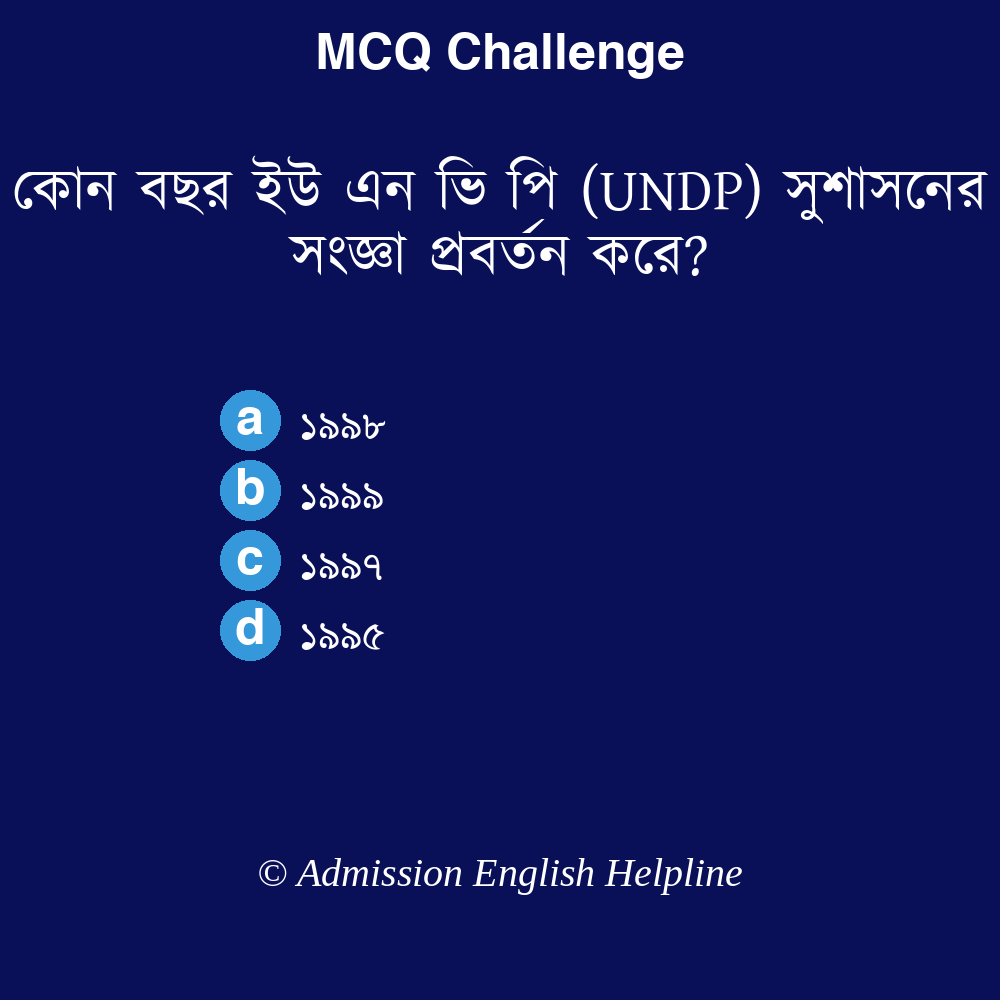 MCQ Challenge
কোন বছর ইউ এন ভি পি (UNDP) সুশাসনের
সংজ্ঞা প্রবর্তন করে?
a ১৯৯৮
b ১৯৯৯
c ১৯৯৭
d ১৯৯৫
© Admission English Helpline